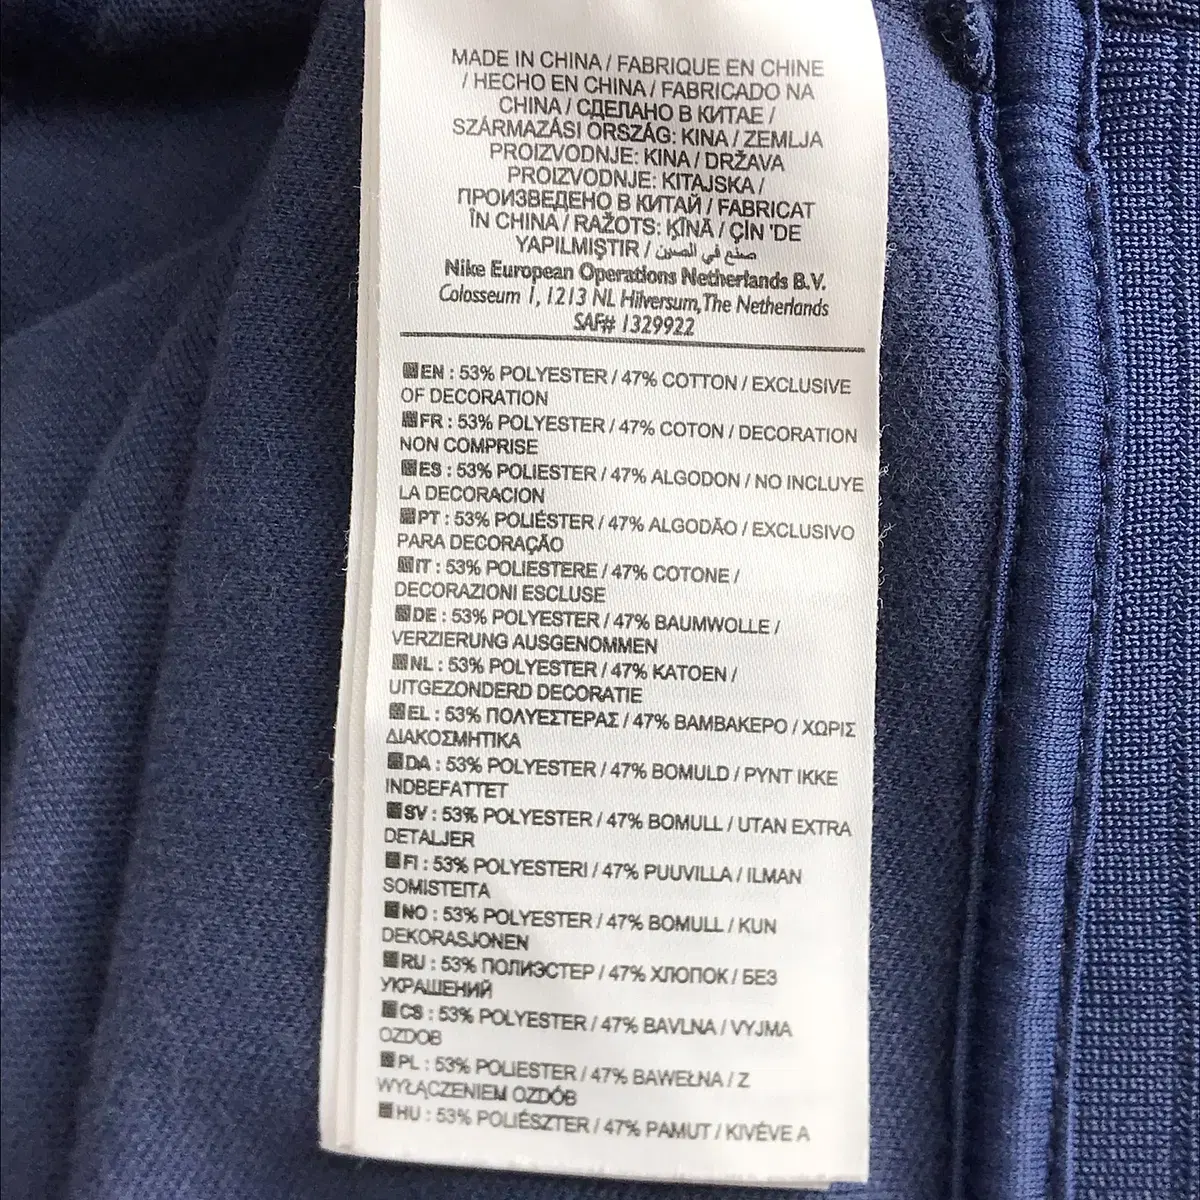 MADE IN CHINA / FABRIQUE EN CHINE
/ HECHO EN CHINA / FABRICADO NA
CHINA / СДЕЛАНО В КИТАЕ /
SZÁRMAZÁSI ORSZÁG: KINA / ZEMLJA
PROIZVODNJE: KINA / DRŽAVA
PROIZVODNJE: KITAJSKA /
ПРОИЗВЕДЕНО В КИТАЙ / FABRICAT
ÎN CHINA / RAŽOTS: ĶĪNĀ / ÇİN 'DE
YAPILMIŞTIR / صنع في الصين
Nike European Operations Netherlands B.V.
Colosseum 1, 1213 NL Hilversum, The Netherlands
SAF# 1329922
EN : 53% POLYESTER / 47% COTTON / EXCLUSIVE
OF DECORATION
FR : 53% POLYESTER / 47% COTON / DECORATION
NON COMPRISE
ES : 53% POLIESTER / 47% ALGODON / NO INCLUYE
LA DECORACION
PT : 53% POLIÉSTER / 47% ALGODÃO / EXCLUSIVO
PARA DECORAÇÃO
IT : 53% POLIESTERE / 47% COTONE /
DECORAZIONI ESCLUSE
DE : 53% POLYESTER / 47% BAUMWOLLE /
VERZIERUNG AUSGENOMMEN
NL : 53% POLYESTER / 47% KATOEN /
UITGEZONDERD DECORATIE
EL : 53% ΠΟΛΥΕΣΤΕΡΑΣ / 47% ΒΑΜΒΑΚΕΡΟ / ΧΩΡΙΣ
ΔΙΑΚΟΣΜΗΤΙΚΑ
DA : 53% POLYESTER / 47% BOMULD / PYNT IKKE
INDBEFATTET
SV : 53% POLYESTER / 47% BOMULL / UTAN EXTRA
DETALJER
FI : 53% POLYESTERI / 47% PUUVILLA / ILMAN
SOMISTEITA
NO : 53% POLYESTER / 47% BOMULL / KUN
DEKORASJONEN
RU : 53% ПОЛИЭСТЕР / 47% ХЛОПОК / БЕЗ
УКРАШЕНИЙ
CS : 53% POLYESTER / 47% BAVLNA / VYJMA
OZDOB
PL : 53% POLIESTER / 47% BAWEŁNA / Z
WYŁĄCZENIEM OZDÓB
HU : 53% POLIÉSZTER / 47% PAMUT / KIVÉVE A